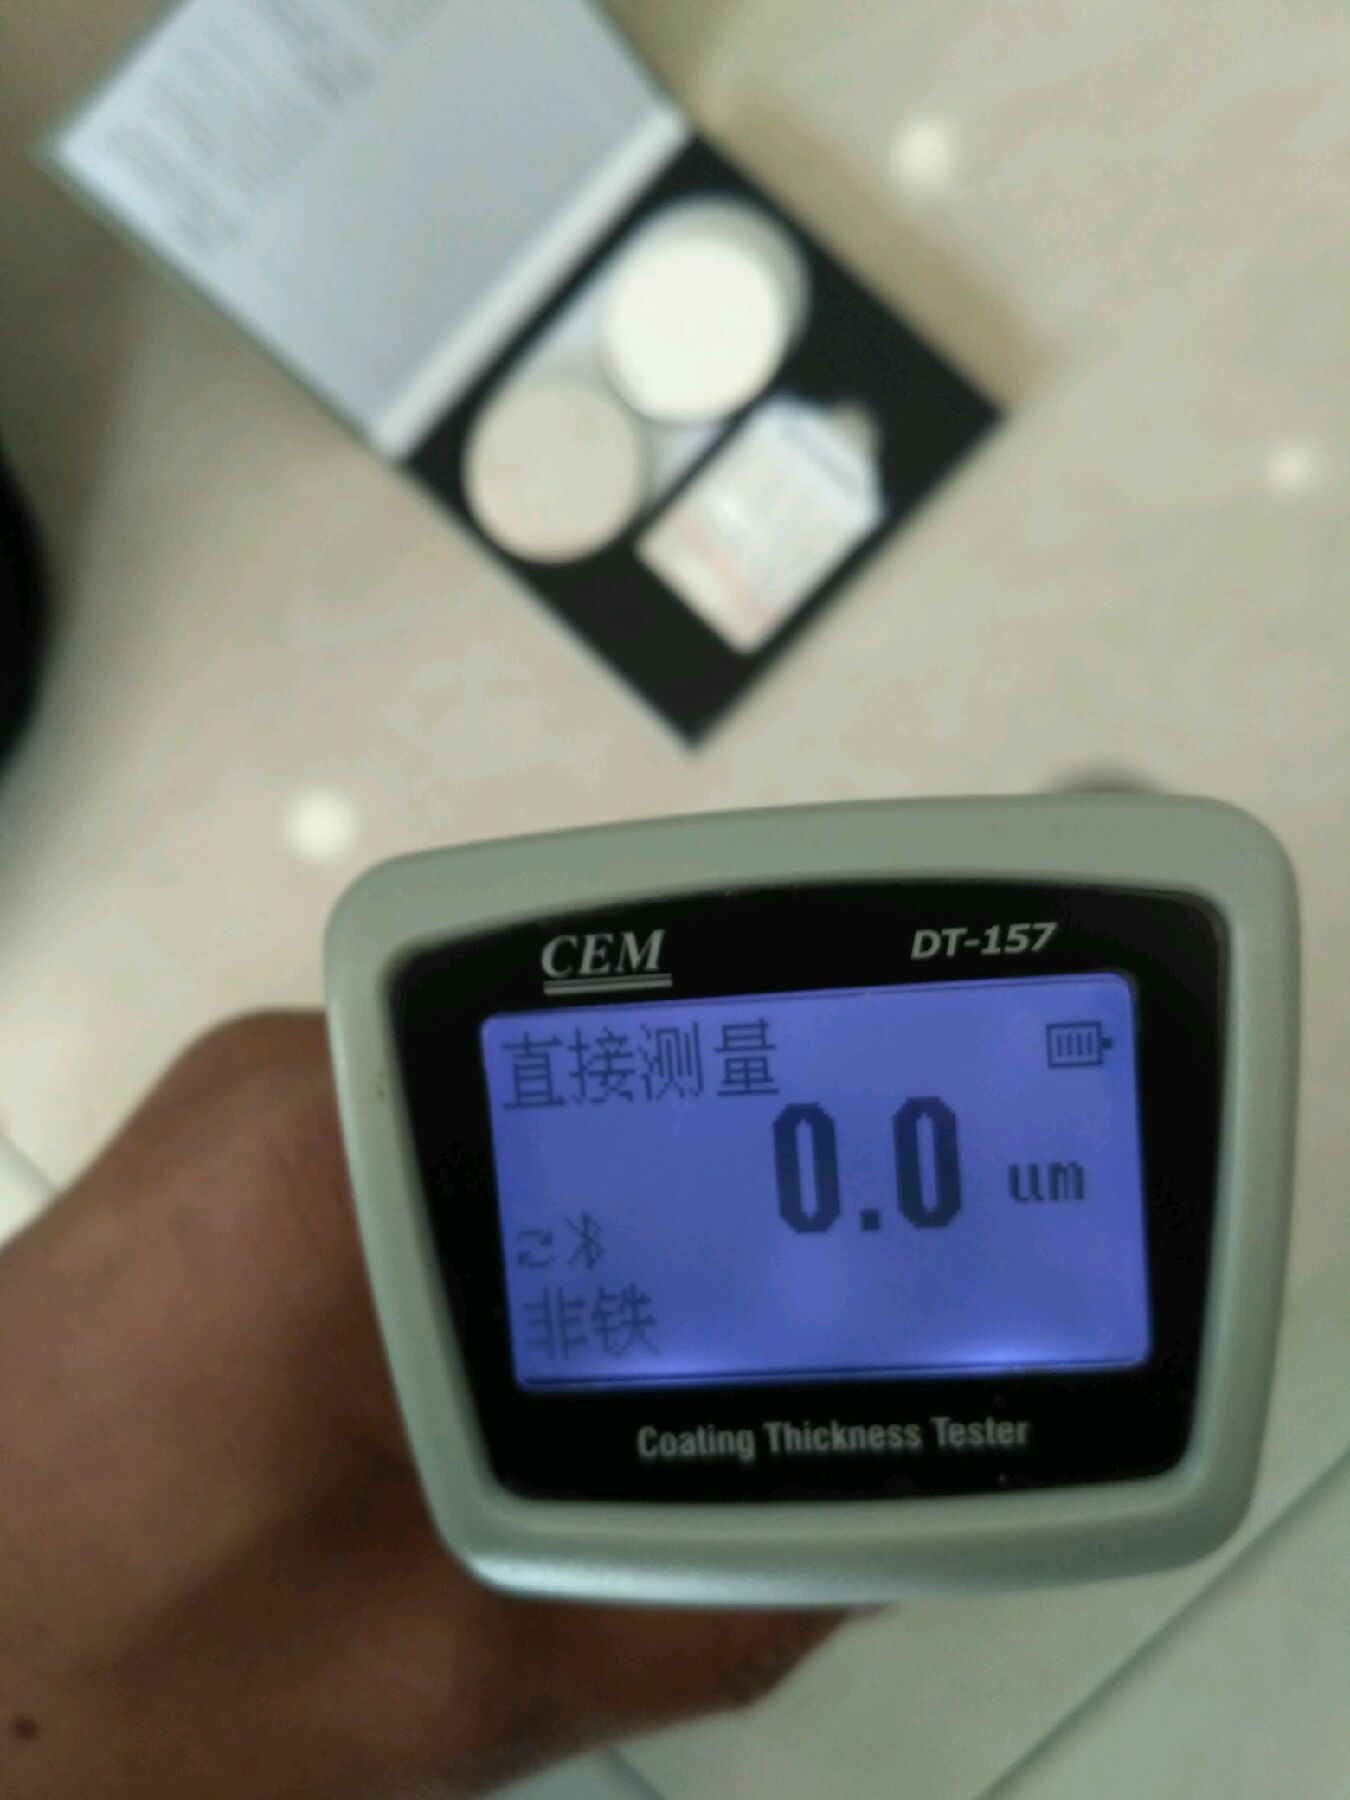 CEM
DT-157
直接测量
0.0 um
非铁
Coating Thickness Tester